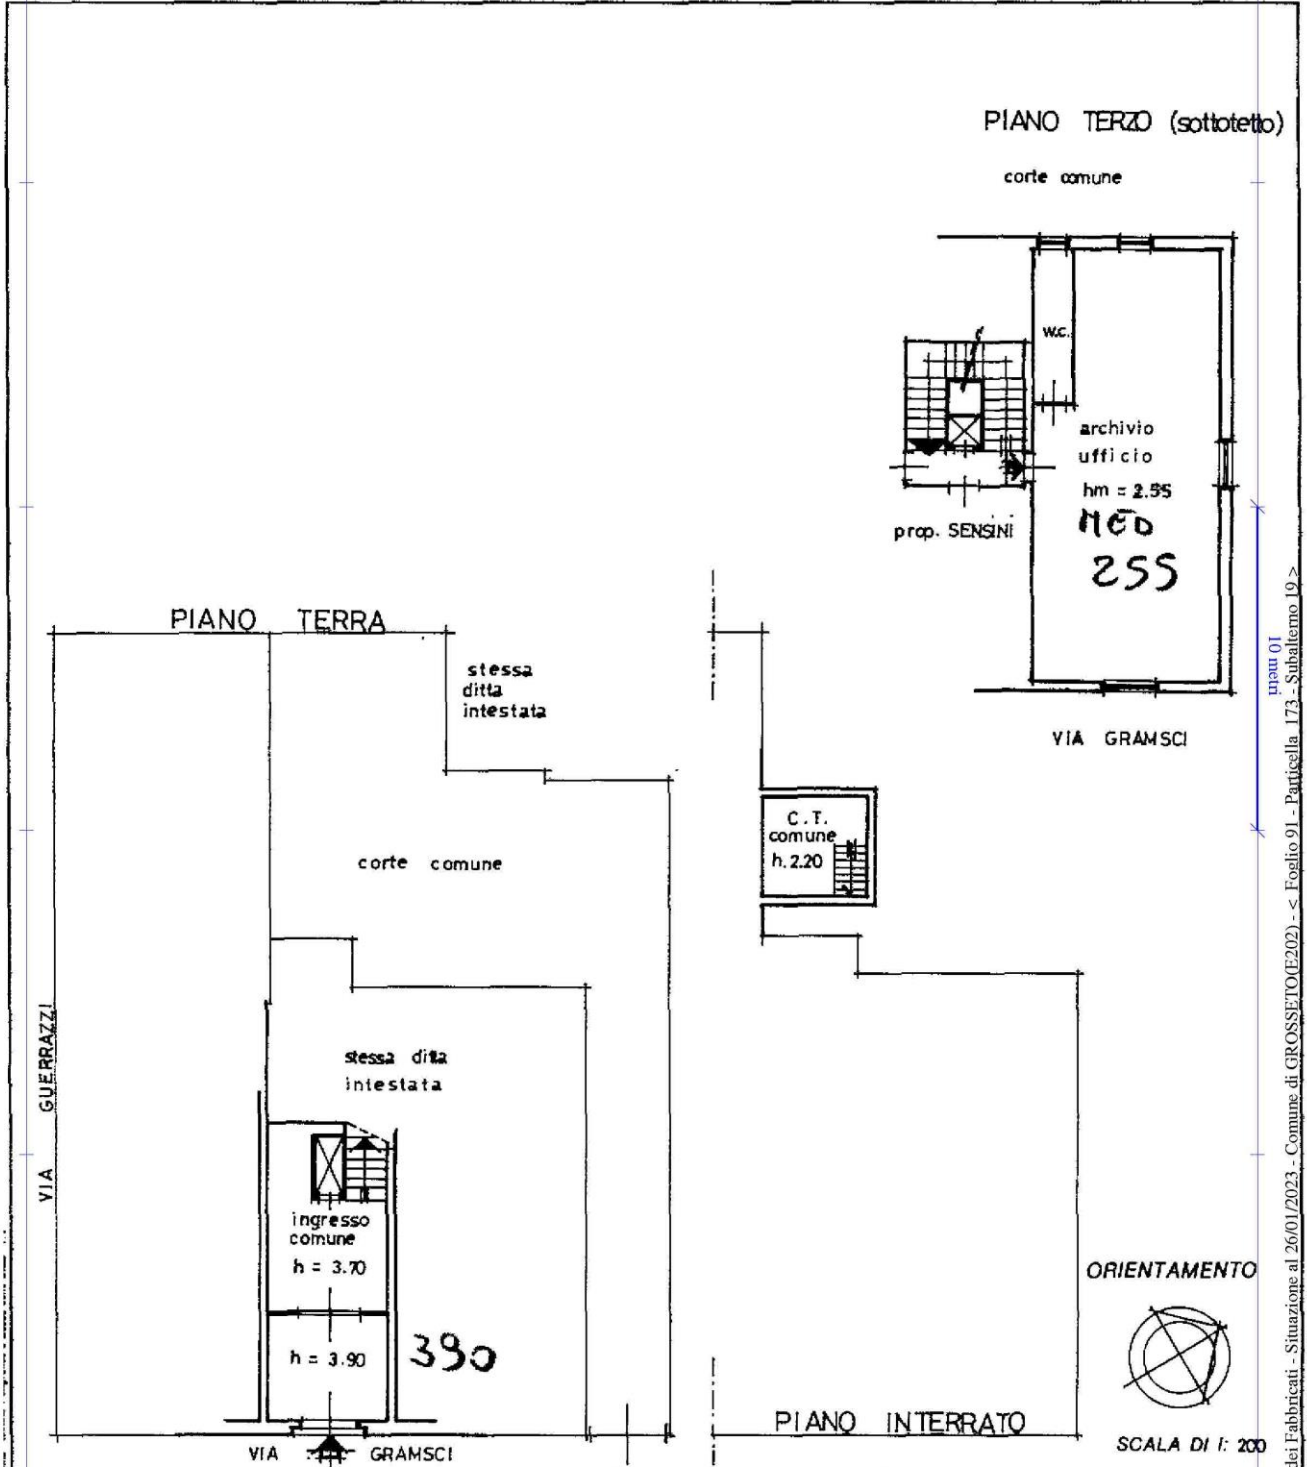 PIANO TERZO (sottotetto)
corte comune
w.c.
archivio
ufficio
hm = 2.55
MED
255
prop. SENSINI
VIA GRAMSCI
10 metri
PIANO TERRA
stessa
ditta
intestata
corte comune
C.T.
comune
h. 2.20
VIA GUERRAZZI
stessa ditta
intestata
ingresso
comune
h = 3.70
h = 3.90
390
VIA GRAMSCI
PIANO INTERRATO
ORIENTAMENTO
SCALA DI 1: 200
dei Fabbricati - Situazione al 26/01/2023 - Comune di GROSSETO(E202) - < Foglio 91 - Particella 173 - Subalterno 19 >